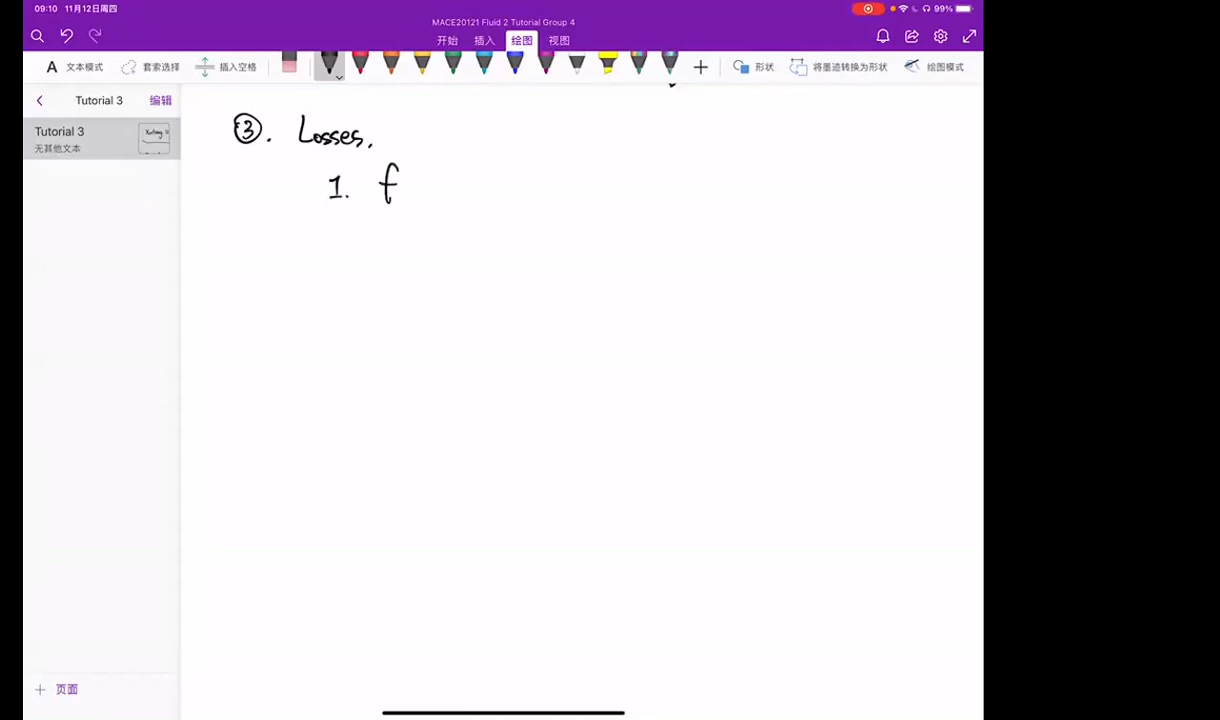 09:10 11月12日周四
99%
MACE20121 Fluid 2 Tutorial Group 4
开始 插入 绘图 视图
A 文本模式 套索选择 插入空格 形状 将墨迹转换为形状 绘图模式
Tutorial 3 编辑
Tutorial 3
无其他文本
③. Losses.
1. f
页面